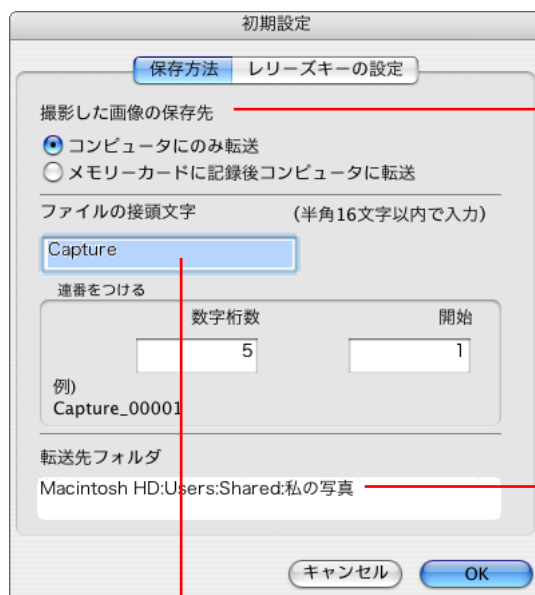 初期設定
保存方法 レリーズキーの設定
撮影した画像の保存先
コンピュータにのみ転送
メモリーカードに記録後コンピュータに転送
ファイルの接頭文字 (半角16文字以内で入力)
Capture
連番をつける
数字桁数 開始
5 1
例)
Capture_00001
転送先フォルダ
Macintosh HD:Users:Shared:私の写真
キャンセル OK